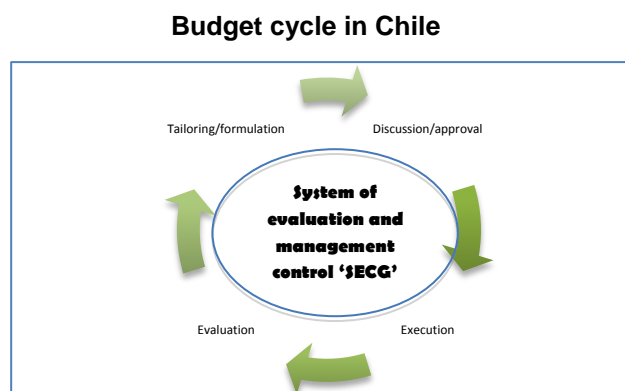 Budget cycle in Chile
Tailoring/formulation
Discussion/approval
System of
evaluation and
management
control ‘SECG’
Evaluation
Execution